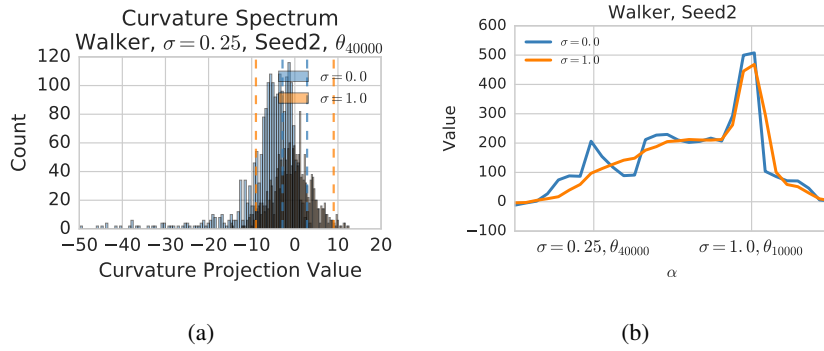 Curvature Spectrum
Walker, σ = 0.25, Seed2, θ40000
σ = 0.0
σ = 1.0
Count
120
100
80
60
40
20
0
−50 −40 −30 −20 −10 0 10 20
Curvature Projection Value
(a)
Walker, Seed2
σ = 0.0
σ = 1.0
Value
600
500
400
300
200
100
0
−100
σ = 0.25, θ40000 σ = 1.0, θ10000
α
(b)